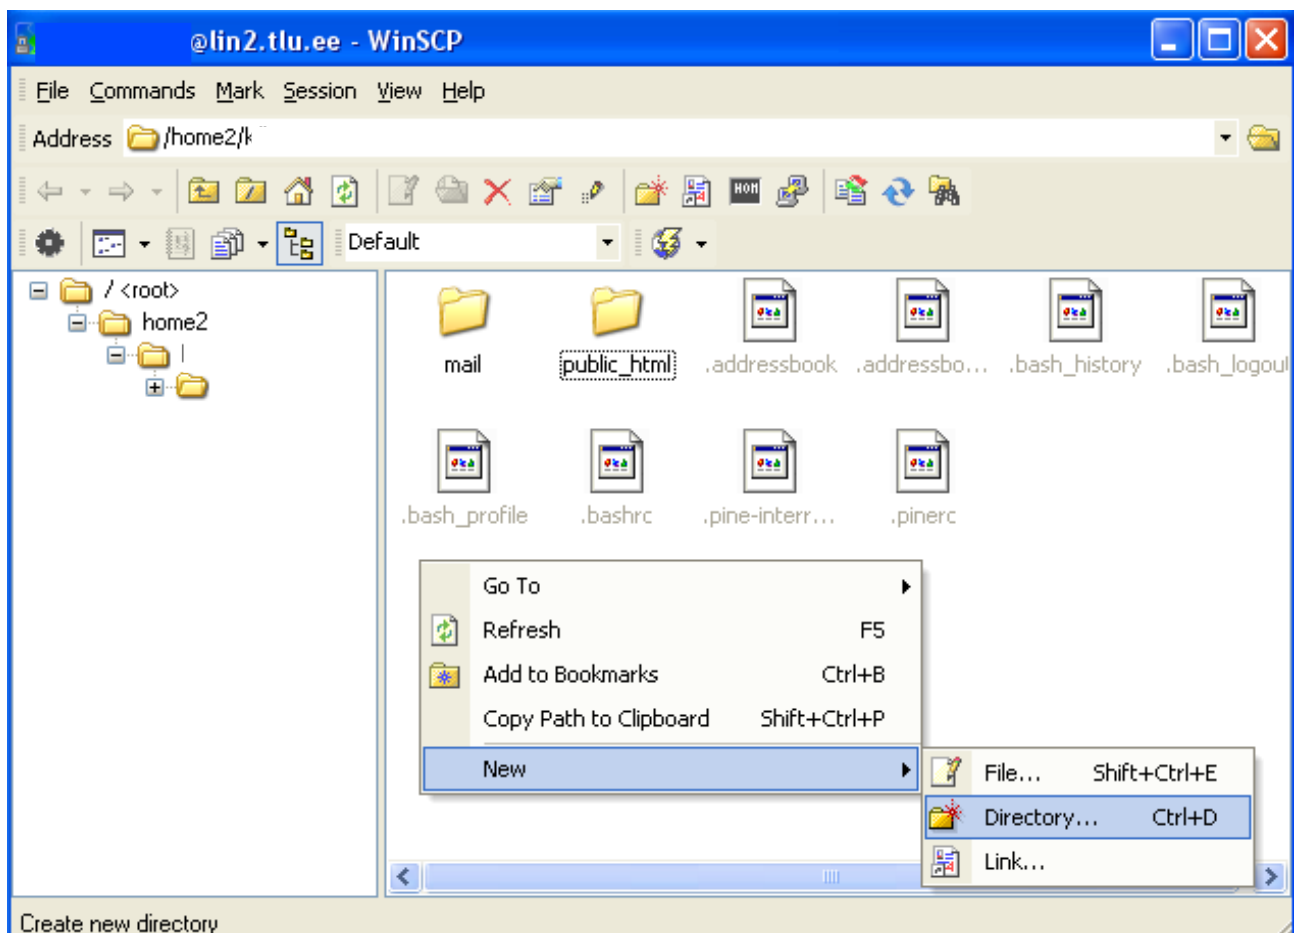 @lin2.tlu.ee - WinSCP
File Commands Mark Session View Help
Address /home2/k
Default
/ <root>
home2
mail public_html .addressbook .addressbo... .bash_history .bash_logout
.bash_profile .bashrc .pine-interr... .pinerc
Go To
Refresh F5
Add to Bookmarks Ctrl+B
Copy Path to Clipboard Shift+Ctrl+P
New
File... Shift+Ctrl+E
Directory... Ctrl+D
Link...
Create new directory